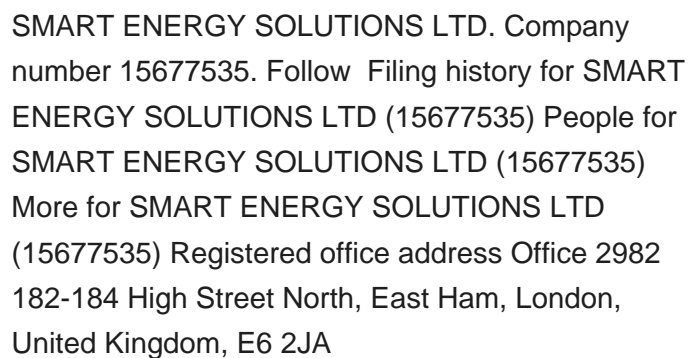 SMART ENERGY SOLUTIONS LTD. Company
number 15677535. Follow  Filing history for SMART
ENERGY SOLUTIONS LTD (15677535) People for
SMART ENERGY SOLUTIONS LTD (15677535)
More for SMART ENERGY SOLUTIONS LTD
(15677535) Registered office address Office 2982
182-184 High Street North, East Ham, London,
United Kingdom, E6 2JA